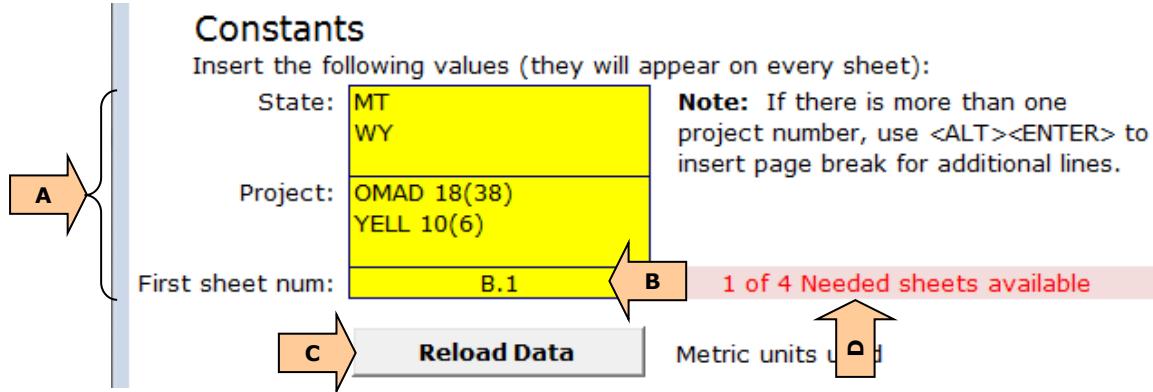 Constants
Insert the following values (they will appear on every sheet):
State:
MT
WY
Note: If there is more than one
project number, use <ALT><ENTER> to
insert page break for additional lines.
A
Project:
OMAD 18(38)
YELL 10(6)
First sheet num:
B.1
B
1 of 4 Needed sheets available
C
Reload Data
Metric units
D